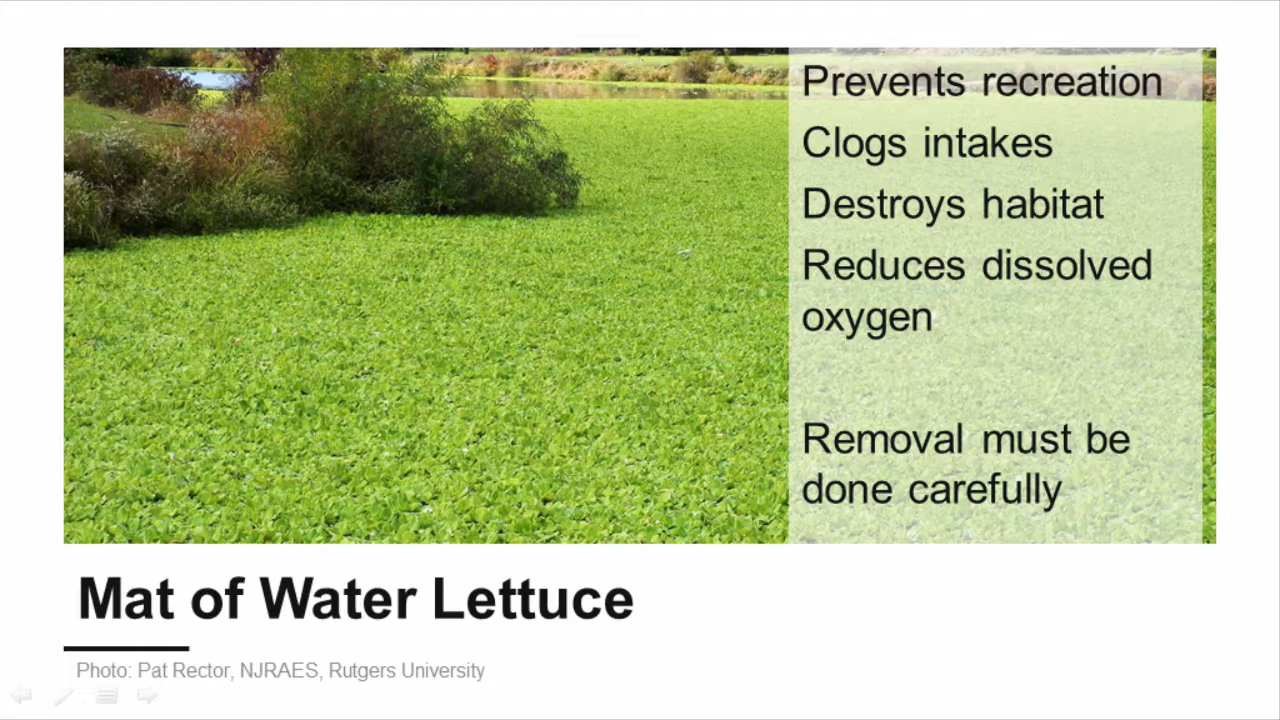 Prevents recreation
Clogs intakes
Destroys habitat
Reduces dissolved
oxygen
Removal must be
done carefully
Mat of Water Lettuce
Photo: Pat Rector, NJRAES, Rutgers University